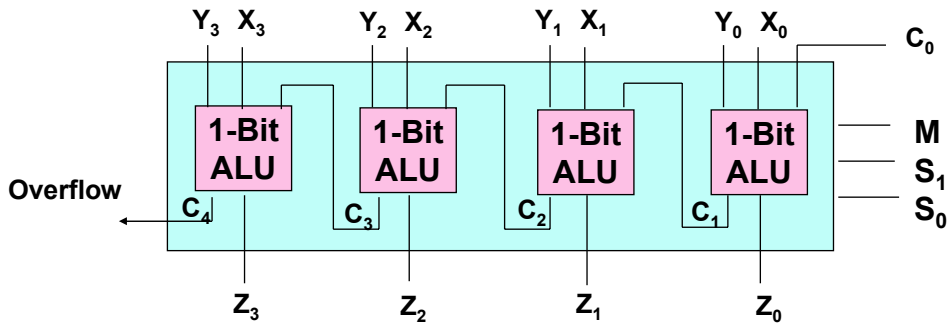 Y₃ X₃ Y₂ X₂ Y₁ X₁ Y₀ X₀ C₀
1-Bit 1-Bit 1-Bit 1-Bit
ALU ALU ALU ALU
M
S₁
S₀
Overflow
C₄ C₃ C₂ C₁
Z₃ Z₂ Z₁ Z₀